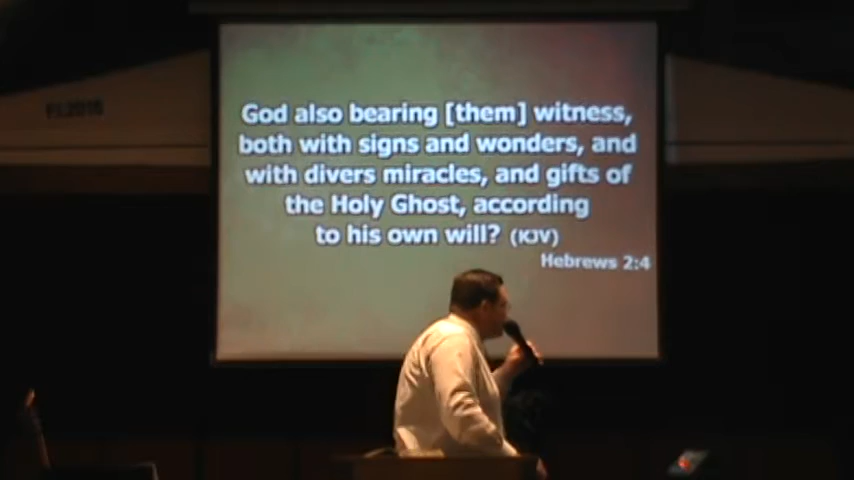 God also bearing [them] witness,
both with signs and wonders, and
with divers miracles, and gifts of
the Holy Ghost, according
to his own will? (KJV)
Hebrews 2:4